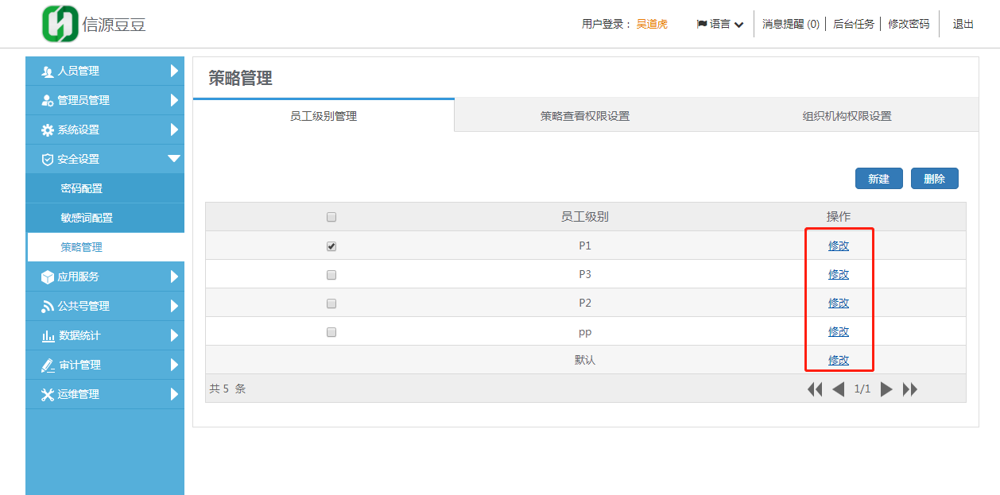 信源豆豆
用户登录： 吴道虎 语言 消息提醒 (0) 后台任务 修改密码 退出
人员管理
管理员管理
系统设置
安全设置
密码配置
敏感词配置
策略管理
应用服务
公共号管理
数据统计
审计管理
运维管理
策略管理
员工级别管理 策略查看权限设置 组织机构权限设置
新建 删除
员工级别 操作
P1 修改
P3 修改
P2 修改
pp 修改
默认 修改
共 5 条 1/1